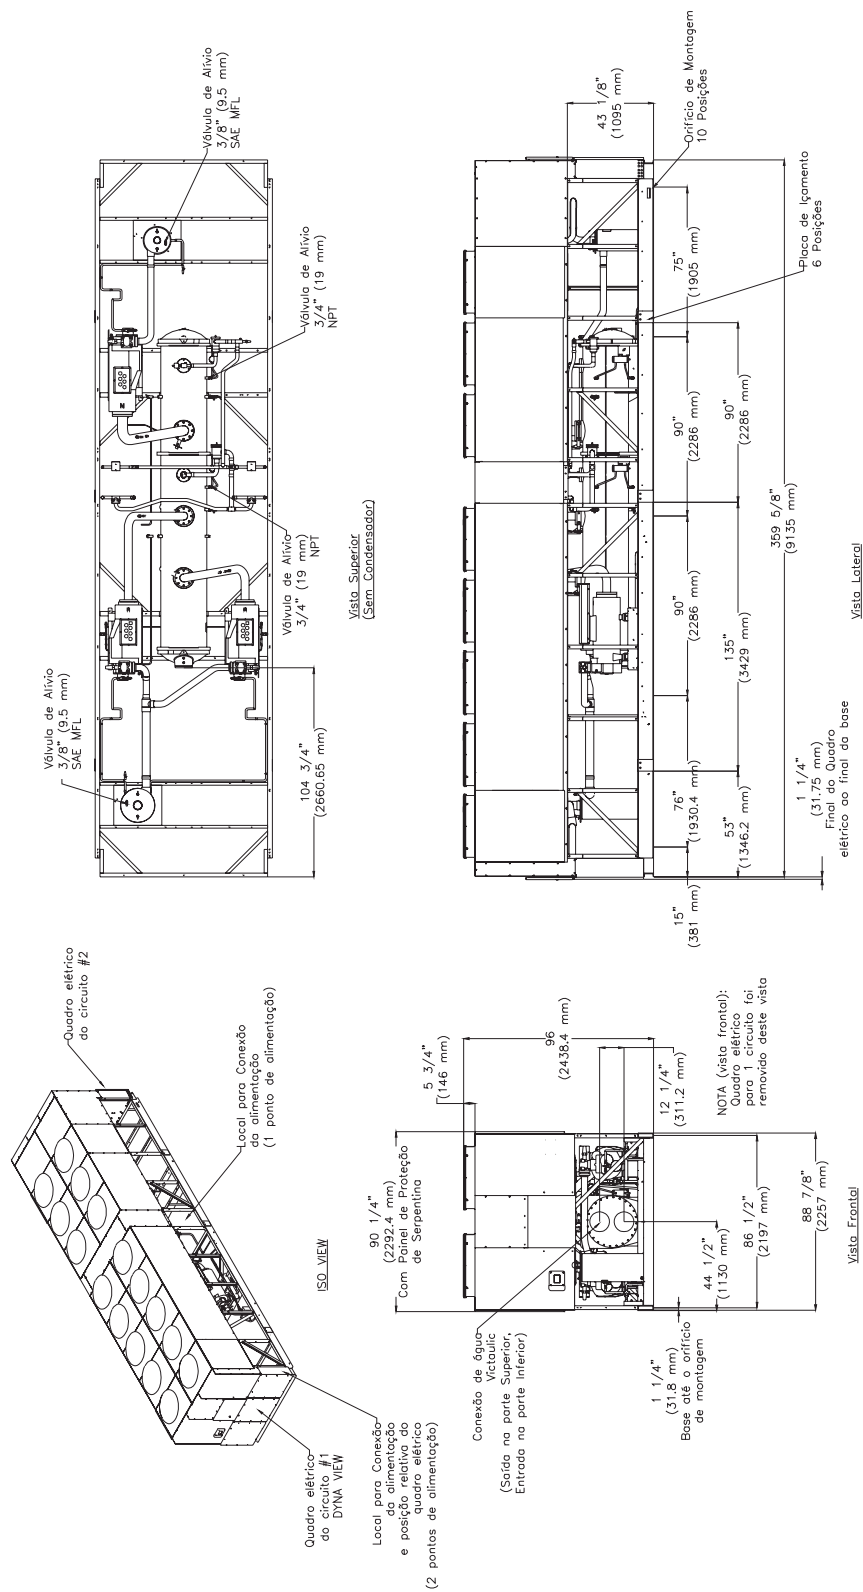 Quadro elétrico
do circuito #2
Local para Conexão
da alimentação
(1 ponto de alimentação)
ISO VIEW
Quadro elétrico
do circuito #1
DYNA VIEW
Local para Conexão
da alimentação
e posição relativa do
quadro elétrico
(2 pontos de alimentação)
Válvula de Alívio
3/8" (9.5 mm)
SAE MFL
104 3/4"
(2660.65 mm)
Válvula de Alívio
3/4" (19 mm)
NPT
Vista Superior
(Sem Condensador)
Válvula de Alívio
3/4" (19 mm)
NPT
Válvula de Alívio
3/8" (9.5 mm)
SAE MFL
5 3/4"
(146 mm)
96
(2438.4 mm)
90 1/4"
(2292.4 mm)
Com Painel de Proteção
de Serpentina
12 1/4"
(311.2 mm)
NOTA (vista frontal):
Quadro elétrico
para 1 circuito foi
removido deste vista
Conexão de água
Victaulic
(Saída na parte Superior,
Entrada na parte Inferior)
44 1/2"
(1130 mm)
86 1/2"
(2197 mm)
88 7/8"
(2257 mm)
1 1/4"
(31.8 mm)
Base até o orifício
de montagem
Vista Frontal
43 1/8"
(1095 mm)
Orifício de Montagem
10 Posições
Placa de Içamento
6 Posições
15"
(381 mm)
76"
(1930.4 mm)
90"
(2286 mm)
90"
(2286 mm)
75"
(1905 mm)
53"
(1346.2 mm)
135"
(3429 mm)
90"
(2286 mm)
359 5/8"
(9135 mm)
1 1/4"
(31.75 mm)
Final do Quadro
elétrico ao final da base
Vista Lateral